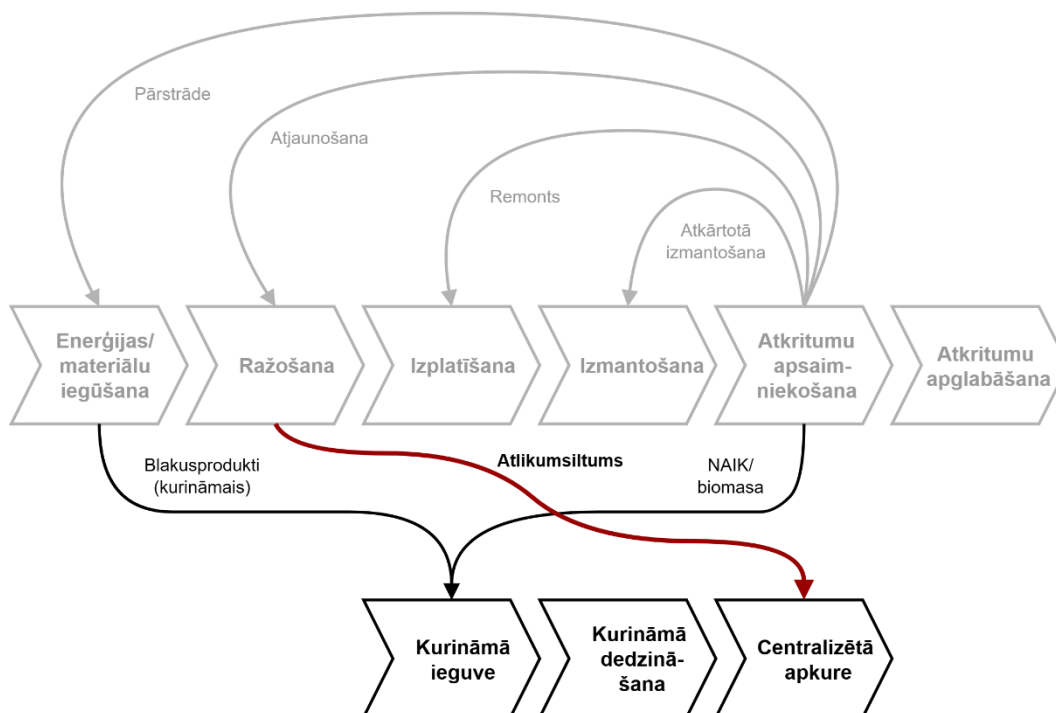 Pārstrāde
Atjaunošana
Remonts
Atkārtotā
izmantošana
Enerģijas/
materiālu
iegūšana
Ražošana
Izplatīšana
Izmantošana
Atkritumu
apsaim-
niekošana
Atkritumu
apglabāšana
Blakusprodukti
(kurināmais)
Atlikumsiltums
NAIK/
biomasa
Kurināmā
ieguve
Kurināmā
dedzinā-
šana
Centralizētā
apkure